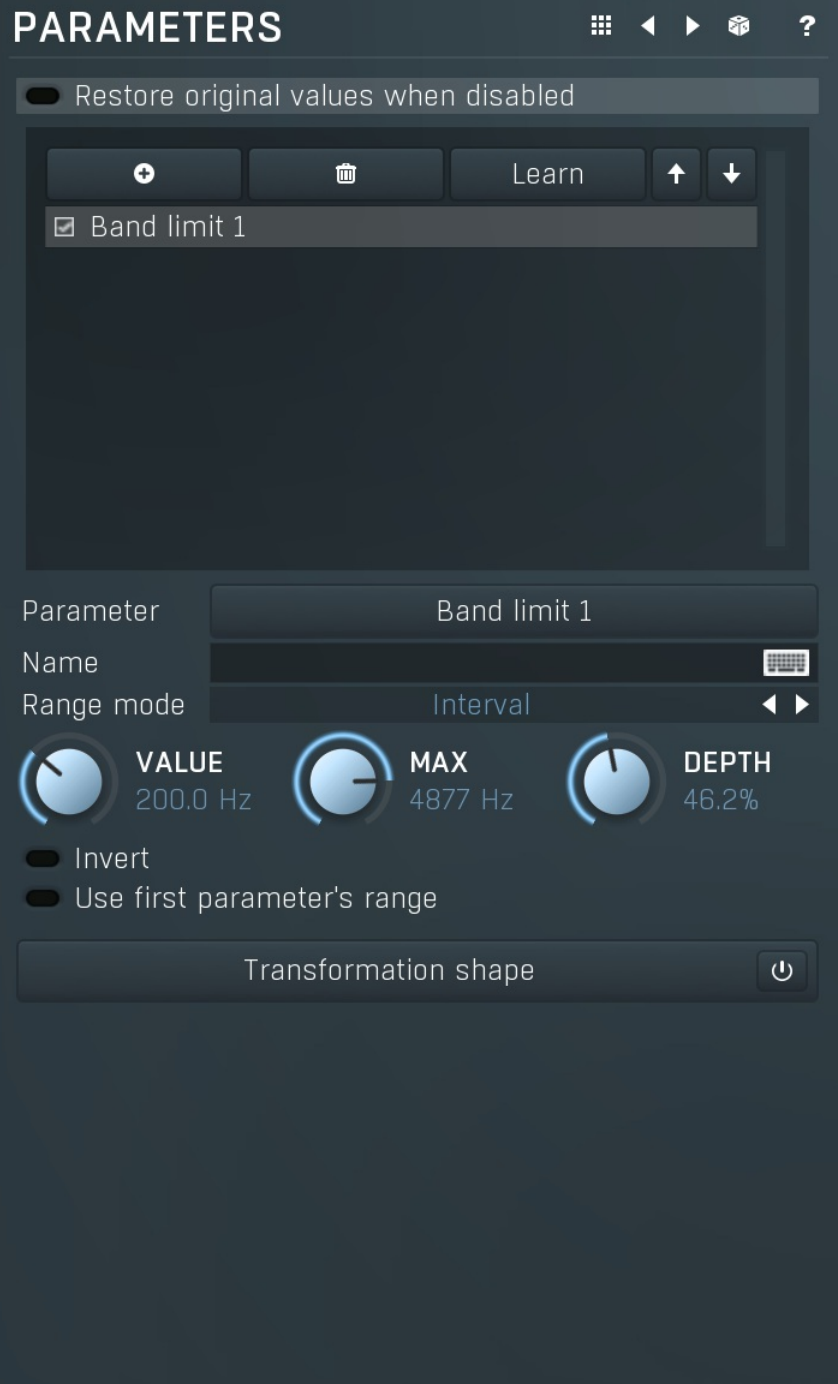 PARAMETERS ?
Restore original values when disabled
Learn
Band limit 1
Parameter Band limit 1
Name
Range mode Interval
VALUE MAX DEPTH
200.0 Hz 4877 Hz 46.2%
Invert
Use first parameter's range
Transformation shape